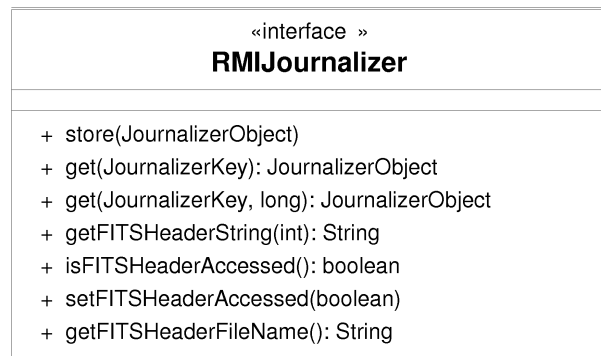 «interface »
RMIJournalizer
+ store(JournalizerObject)
+ get(JournalizerKey): JournalizerObject
+ get(JournalizerKey, long): JournalizerObject
+ getFITSHeaderString(int): String
+ isFITSHeaderAccessed(): boolean
+ setFITSHeaderAccessed(boolean)
+ getFITSHeaderFileName(): String